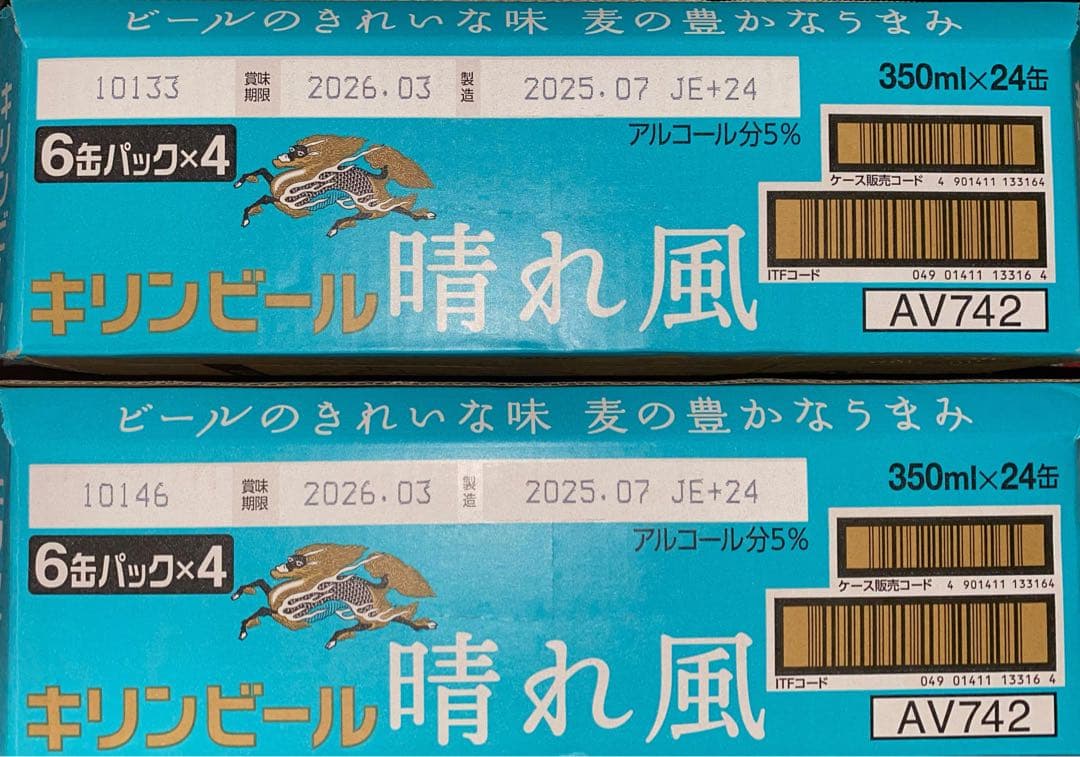 ビールのきれいな味 麦の豊かなうまみ
10133 賞味期限 2026.03 製造 2025.07 JE+24
350ml×24缶
6缶パック×4
アルコール分5%
ケース販売コード 4 901411 133164
ITFコード 049 01411 13316 4
キリンビール 晴れ風
AV742
ビールのきれいな味 麦の豊かなうまみ
10146 賞味期限 2026.03 製造 2025.07 JE+24
350ml×24缶
6缶パック×4
アルコール分5%
ケース販売コード 4 901411 133164
ITFコード 049 01411 13316 4
キリンビール 晴れ風
AV742